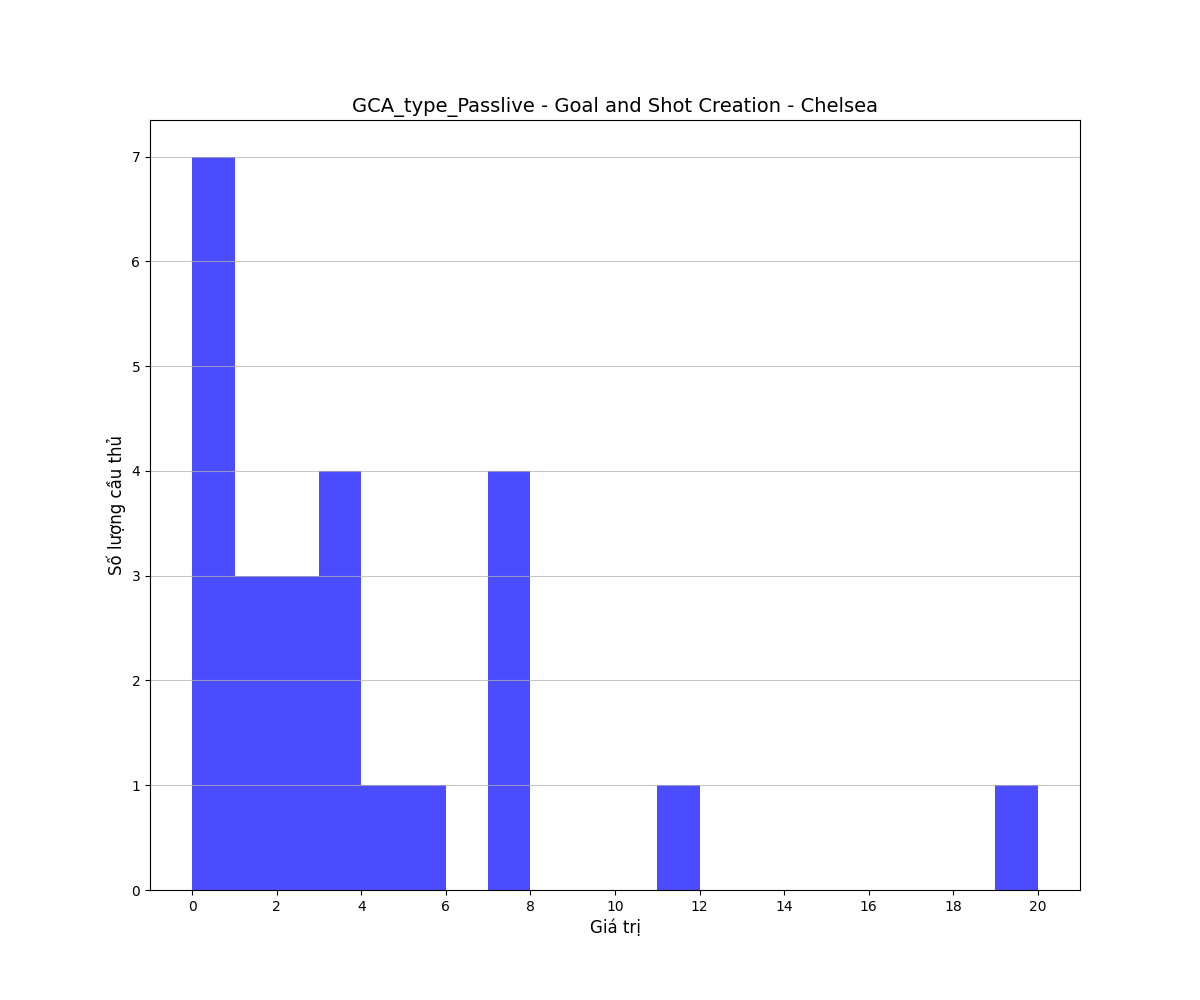 GCA_type_Passlive - Goal and Shot Creation - Chelsea
7
6
5
4
3
2
1
0
Số lượng cầu thủ
0 2 4 6 8 10 12 14 16 18 20
Giá trị